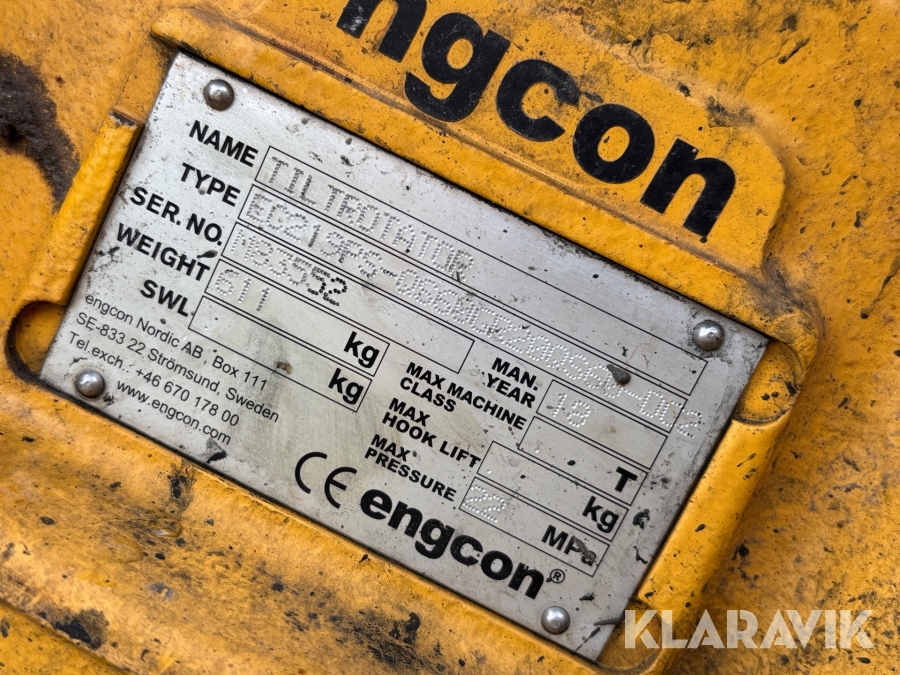 engcon
NAME TILTROTATOR
TYPE
SER. NO. M93552
WEIGHT 611 kg
SWL kg
MAN. YEAR 18
MAX MACHINE CLASS T
MAX HOOK LIFT kg
MAX PRESSURE 22 MPa
engcon Nordic AB, Box 111
SE-833 22 Strömsund, Sweden
Tel.exch.: +46 670 178 00
www.engcon.com
CE engcon®
KLARAVIK